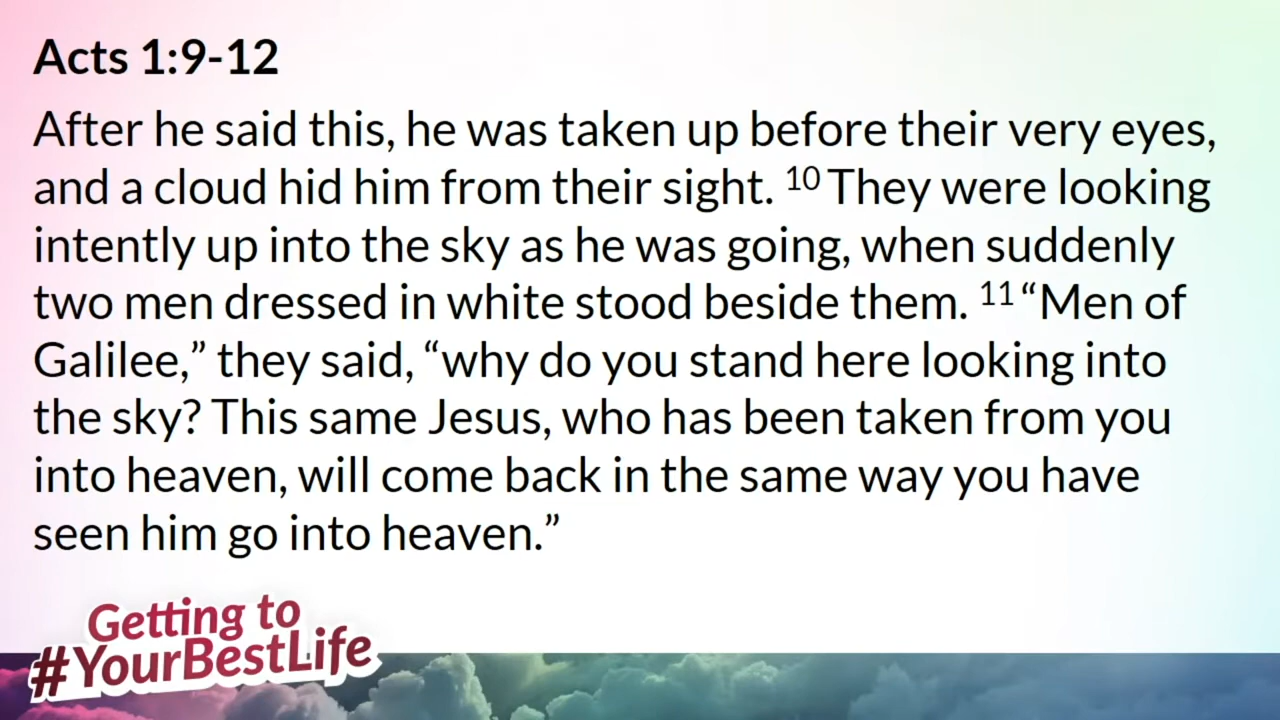 Acts 1:9-12
After he said this, he was taken up before their very eyes,
and a cloud hid him from their sight. 10 They were looking
intently up into the sky as he was going, when suddenly
two men dressed in white stood beside them. 11 “Men of
Galilee,” they said, “why do you stand here looking into
the sky? This same Jesus, who has been taken from you
into heaven, will come back in the same way you have
seen him go into heaven.”
Getting to
#YourBestLife